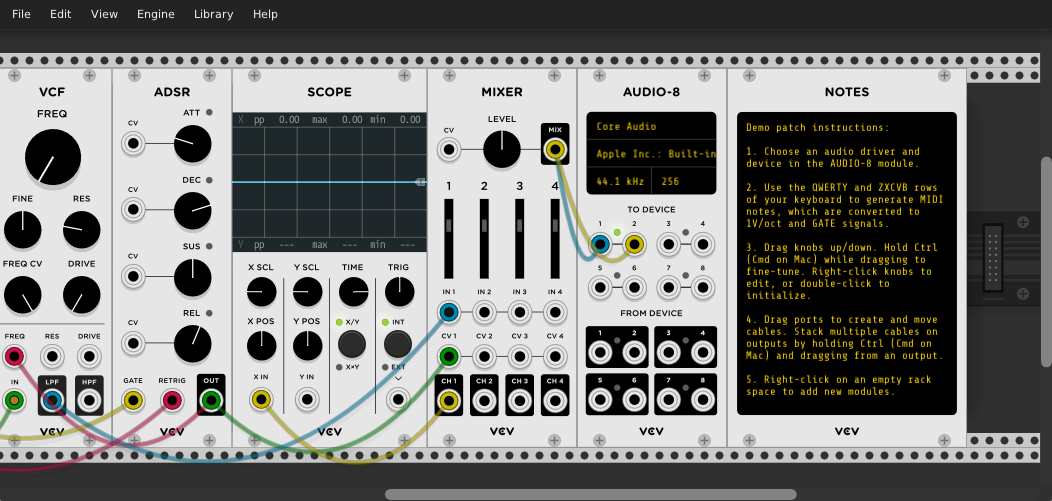 File Edit View Engine Library Help
VCF
FREQ
FINE RES
FREQ CV DRIVE
FREQ RES DRIVE
IN LPF HPF
VCV
ADSR
ATT
CV
DEC
CV
SUS
CV
REL
CV
GATE RETRIG OUT
SCOPE
X pp 0.00 max 0.00 min 0.00
Y pp --- max --- min ---
X SCL Y SCL TIME TRIG
X POS Y POS X/Y INT
X×Y EXT
X IN Y IN
VCV
MIXER
LEVEL
CV MIX
1 2 3 4
IN 1 IN 2 IN 3 IN 4
CV 1 CV 2 CV 3 CV 4
CH 1 CH 2 CH 3 CH 4
VCV
AUDIO-8
Core Audio
Apple Inc.: Built-in
44.1 kHz 256
TO DEVICE
1 2 3 4
5 6 7 8
FROM DEVICE
1 2 3 4
5 6 7 8
VCV
NOTES
Demo patch instructions:
1. Choose an audio driver and
device in the AUDIO-8 module.
2. Use the QWERTY and ZXCVB rows
of your keyboard to generate MIDI
notes, which are converted to
1V/oct and GATE signals.
3. Drag knobs up/down. Hold Ctrl
(Cmd on Mac) while dragging to
fine-tune. Right-click knobs to
edit, or double-click to
initialize.
4. Drag ports to create and move
cables. Stack multiple cables on
outputs by holding Ctrl (Cmd on
Mac) and dragging from an output.
5. Right-click on an empty rack
space to add new modules.
VCV